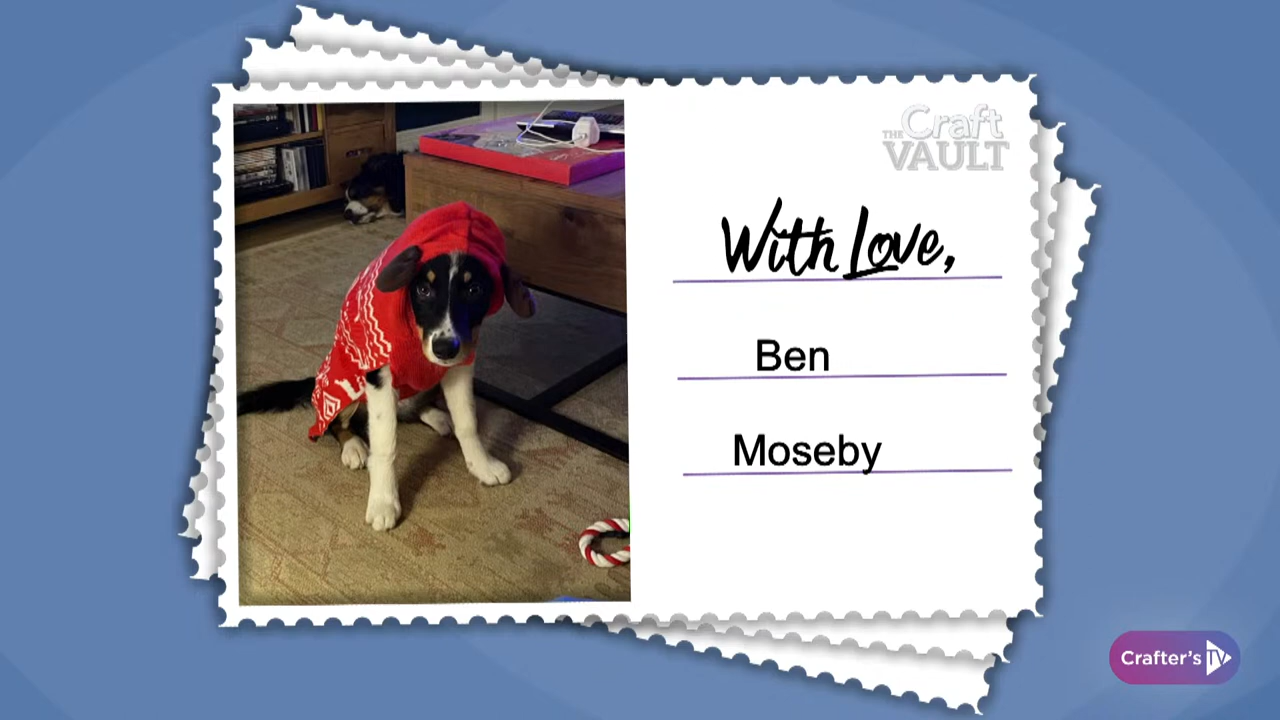 THE Craft
VAULT
With Love,
Ben
Moseby
Crafter's TV